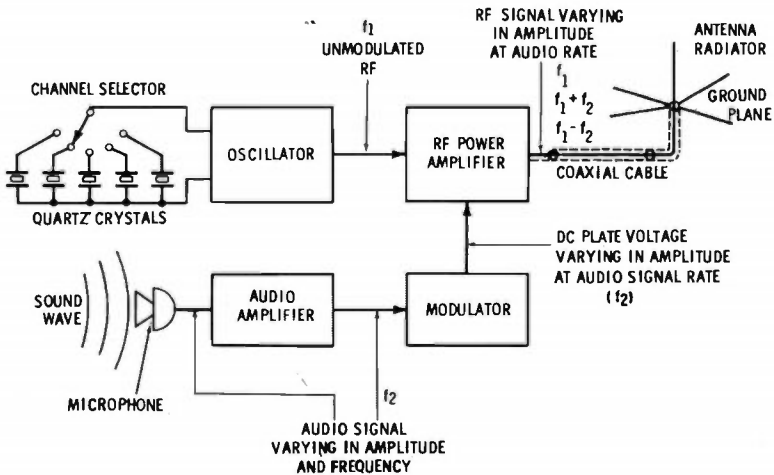 f₁
UNMODULATED
RF
RF SIGNAL VARYING
IN AMPLITUDE
AT AUDIO RATE
f₁
f₁ + f₂
f₁ - f₂
ANTENNA
RADIATOR
GROUND
PLANE
CHANNEL SELECTOR
OSCILLATOR
RF POWER
AMPLIFIER
COAXIAL CABLE
QUARTZ CRYSTALS
DC PLATE VOLTAGE
VARYING IN AMPLITUDE
AT AUDIO SIGNAL RATE
(f₂)
SOUND
WAVE
AUDIO
AMPLIFIER
MODULATOR
MICROPHONE
f₂
AUDIO SIGNAL
VARYING IN AMPLITUDE
AND FREQUENCY